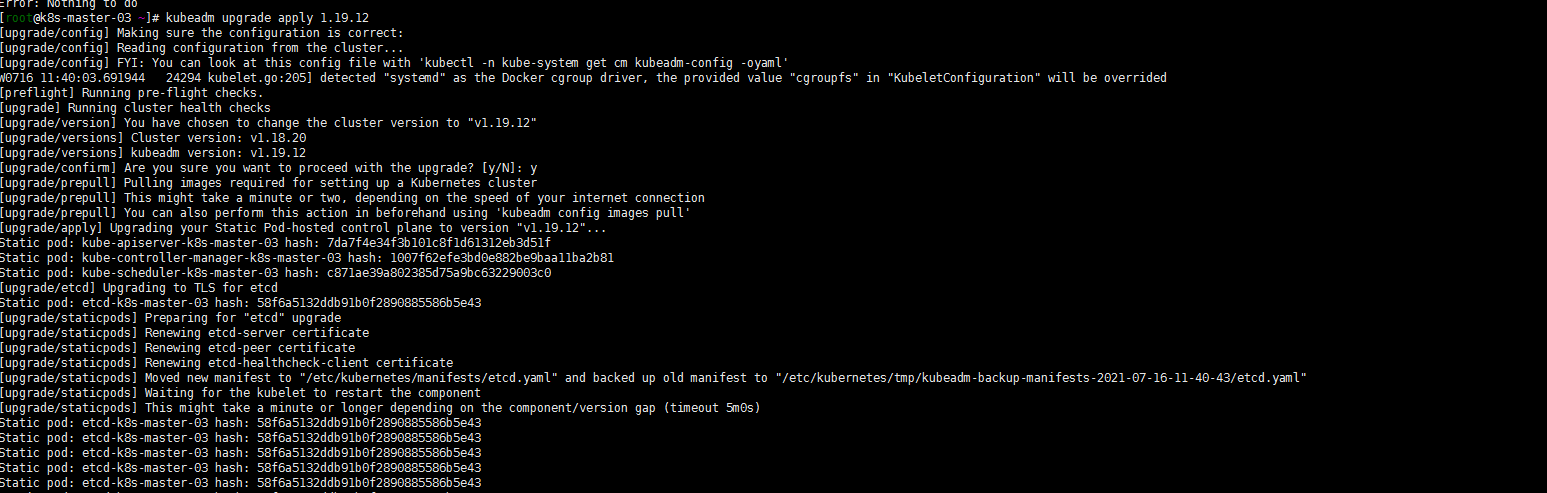 Error: Nothing to do
[root@k8s-master-03 ~]# kubeadm upgrade apply 1.19.12
[upgrade/config] Making sure the configuration is correct:
[upgrade/config] Reading configuration from the cluster...
[upgrade/config] FYI: You can look at this config file with 'kubectl -n kube-system get cm kubeadm-config -oyaml'
W0716 11:40:03.691944   24294 kubelet.go:205] detected "systemd" as the Docker cgroup driver, the provided value "cgroupfs" in "KubeletConfiguration" will be overrided
[preflight] Running pre-flight checks.
[upgrade] Running cluster health checks
[upgrade/version] You have chosen to change the cluster version to "v1.19.12"
[upgrade/versions] Cluster version: v1.18.20
[upgrade/versions] kubeadm version: v1.19.12
[upgrade/confirm] Are you sure you want to proceed with the upgrade? [y/N]: y
[upgrade/prepull] Pulling images required for setting up a Kubernetes cluster
[upgrade/prepull] This might take a minute or two, depending on the speed of your internet connection
[upgrade/prepull] You can also perform this action in beforehand using 'kubeadm config images pull'
[upgrade/apply] Upgrading your Static Pod-hosted control plane to version "v1.19.12"...
Static pod: kube-apiserver-k8s-master-03 hash: 7da7f4e34f3b101c8f1d61312eb3d51f
Static pod: kube-controller-manager-k8s-master-03 hash: 1007f62efe3bd0e882be9baa11ba2b81
Static pod: kube-scheduler-k8s-master-03 hash: c871ae39a802385d75a9bc63229003c0
[upgrade/etcd] Upgrading to TLS for etcd
Static pod: etcd-k8s-master-03 hash: 58f6a5132ddb91b0f2890885586b5e43
[upgrade/staticpods] Preparing for "etcd" upgrade
[upgrade/staticpods] Renewing etcd-server certificate
[upgrade/staticpods] Renewing etcd-peer certificate
[upgrade/staticpods] Renewing etcd-healthcheck-client certificate
[upgrade/staticpods] Moved new manifest to "/etc/kubernetes/manifests/etcd.yaml" and backed up old manifest to "/etc/kubernetes/tmp/kubeadm-backup-manifests-2021-07-16-11-40-43/etcd.yaml"
[upgrade/staticpods] Waiting for the kubelet to restart the component
[upgrade/staticpods] This might take a minute or longer depending on the component/version gap (timeout 5m0s)
Static pod: etcd-k8s-master-03 hash: 58f6a5132ddb91b0f2890885586b5e43
Static pod: etcd-k8s-master-03 hash: 58f6a5132ddb91b0f2890885586b5e43
Static pod: etcd-k8s-master-03 hash: 58f6a5132ddb91b0f2890885586b5e43
Static pod: etcd-k8s-master-03 hash: 58f6a5132ddb91b0f2890885586b5e43
Static pod: etcd-k8s-master-03 hash: 58f6a5132ddb91b0f2890885586b5e43